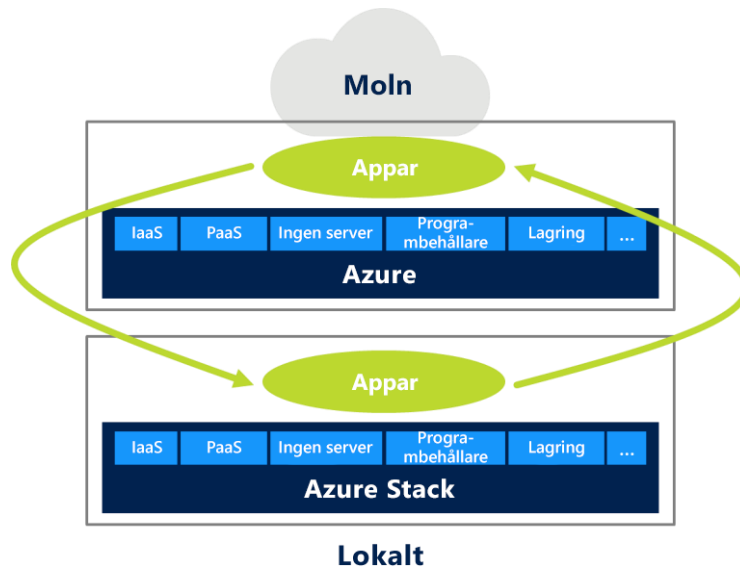 Moln
Appar
IaaS PaaS Ingen server Progra-
mbehållare Lagring ...
Azure
Appar
IaaS PaaS Ingen server Progra-
mbehållare Lagring ...
Azure Stack
Lokalt